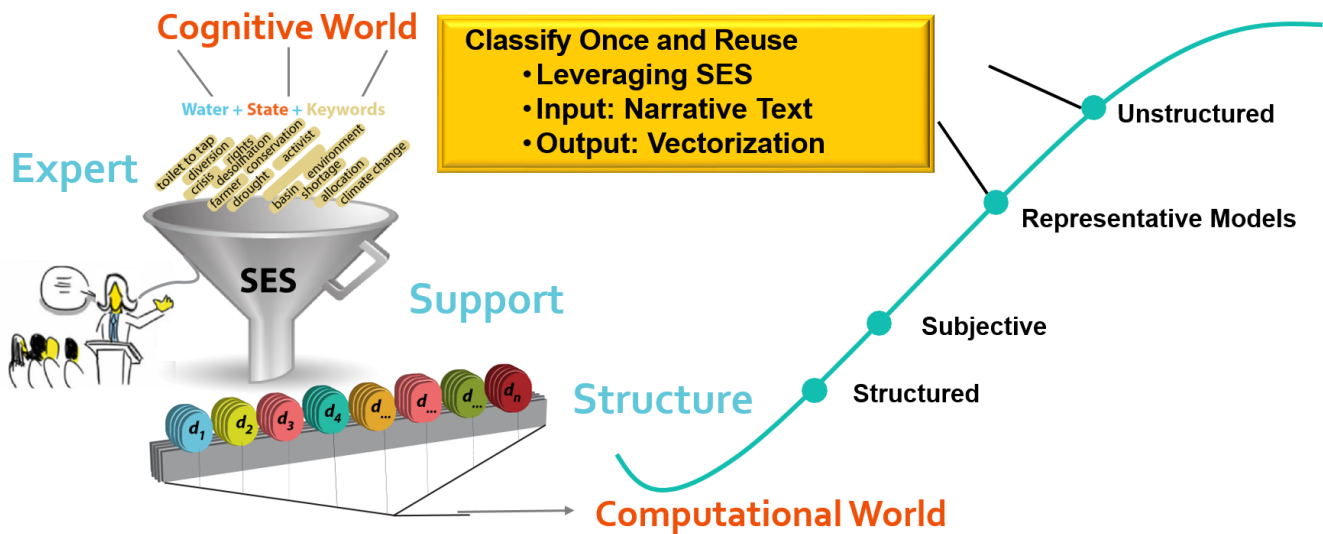 Cognitive World
Water + State + Keywords
toilet to tap
diversion
crisis
rights
desolination
farmer
conservation
drought
activist
basin
environment
shortage
allocation
climate change
Expert
SES
Support
d1
d2
d3
d4
d...
d...
d...
dn
Structure
Computational World
Classify Once and Reuse
•Leveraging SES
•Input: Narrative Text
•Output: Vectorization
Unstructured
Representative Models
Subjective
Structured